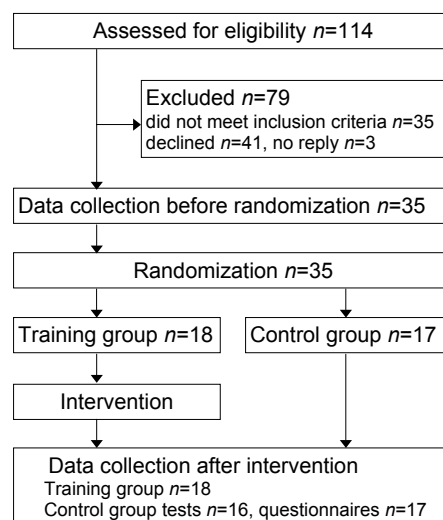 Assessed for eligibility n=114
Excluded n=79
did not meet inclusion criteria n=35
declined n=41, no reply n=3
Data collection before randomization n=35
Randomization n=35
Training group n=18
Control group n=17
Intervention
Data collection after intervention
Training group n=18
Control group tests n=16, questionnaires n=17